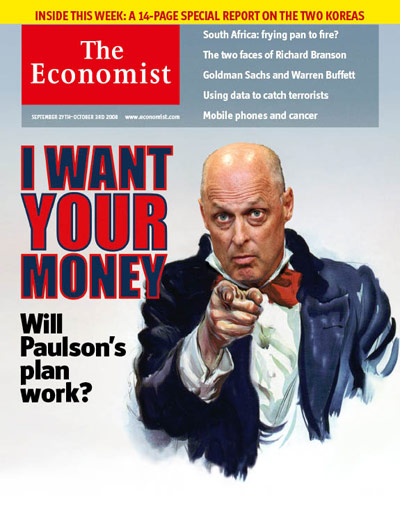 INSIDE THIS WEEK: A 14-PAGE SPECIAL REPORT ON THE TWO KOREAS
The
Economist
SEPTEMBER 27TH–OCTOBER 3RD 2008 www.economist.com
South Africa: frying pan to fire?
The two faces of Richard Branson
Goldman Sachs and Warren Buffett
Using data to catch terrorists
Mobile phones and cancer
I WANT
YOUR
MONEY
Will
Paulson's
plan
work?